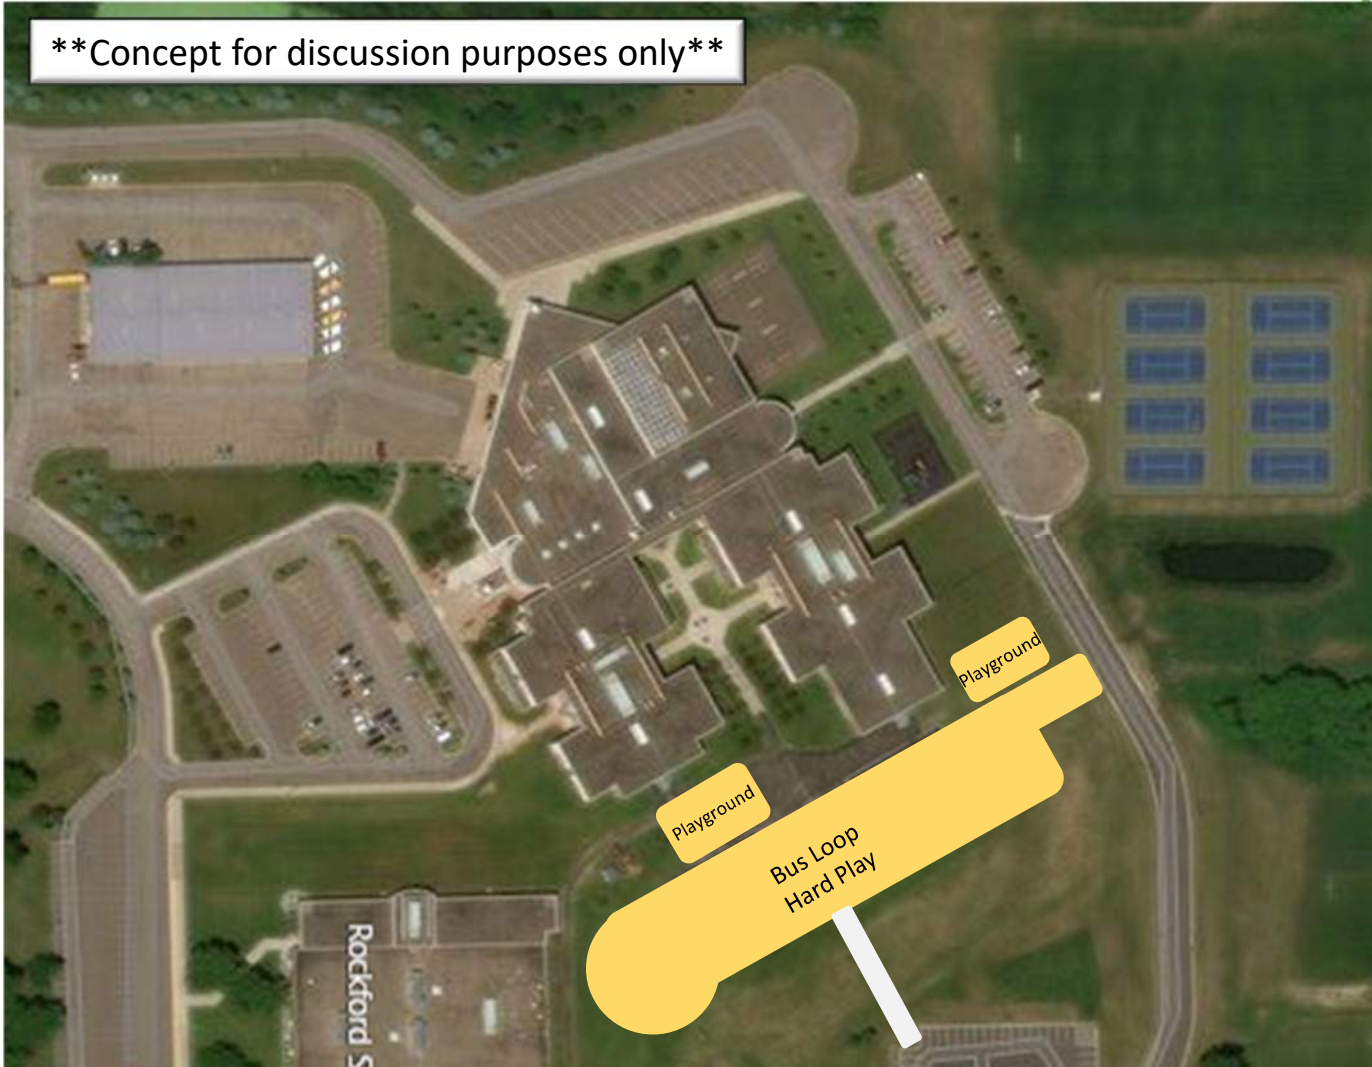 **Concept for discussion purposes only**
Playground
Playground
Bus Loop
Hard Play
Rockford S